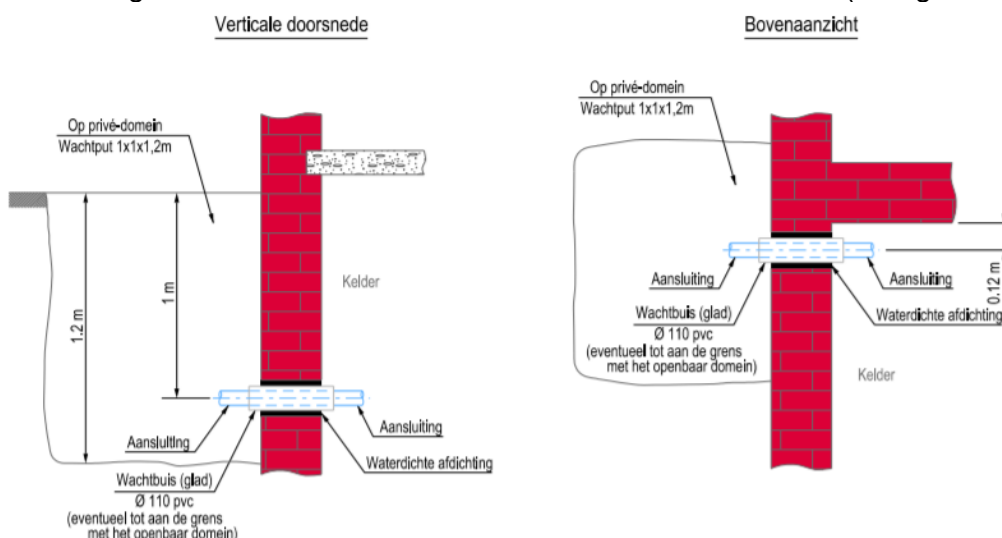 Verticale doorsnede
Op privé-domein
Wachtput 1x1x1,2m
1 m
1.2 m
Kelder
Aansluiting
Aansluiting
Waterdichte afdichting
Wachtbuis (glad)
Ø 110 pvc
(eventueel tot aan de grens
met het openbaar domein)
Bovenaanzicht
Op privé-domein
Wachtput 1x1x1,2m
Aansluiting
Aansluiting
0.12 m
Wachtbuis (glad)
Waterdichte afdichting
Ø 110 pvc
(eventueel tot aan de grens
met het openbaar domein)
Kelder